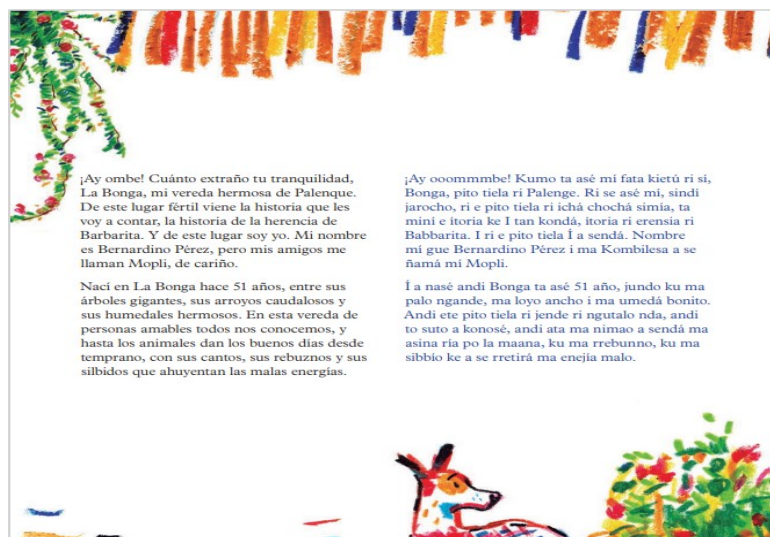 ¡Ay ombe! Cuánto extraño tu tranquilidad,
La Bonga, mi vereda hermosa de Palenque.
De este lugar fértil viene la historia que les
voy a contar, la historia de la herencia de
Barbarita. Y de este lugar soy yo. Mi nombre
es Bernardino Pérez, pero mis amigos me
llaman Mopli, de cariño.
Nací en La Bonga hace 51 años, entre sus
árboles gigantes, sus arroyos caudalosos y
sus humedales hermosos. En esta vereda de
personas amables todos nos conocemos, y
hasta los animales dan los buenos días desde
temprano, con sus cantos, sus rebuznos y sus
silbidos que ahuyentan las malas energías.
¡Ay ooommmbe! Kumo ta asé mi fata kietú ri sí,
Bonga, pito tiela ri Palenge. Ri se asé mí, sindi
jarocho, ri e pito tiela ri ichá chochá simia, ta
miní e itoria ke I tan kondá, itoria ri erensia ri
Babbarita. I ri e pito tiela Í a sendá. Nombre
mi gue Bernardino Pérez i ma Kombilesa a se
ñamá mí Mopli.
Í a nasé andi Bonga ta asé 51 año, jundo ku ma
palo ngande, ma loyo ancho i ma umedá bonito.
Andi ete pito tiela ri jende ri ngutalo nda, andi
to suto a konosé, andi ata ma nimao a sendá ma
asina ría po la maana, ku ma rrebunno, ku ma
sibbío ke a se rretirá ma enejía malo.